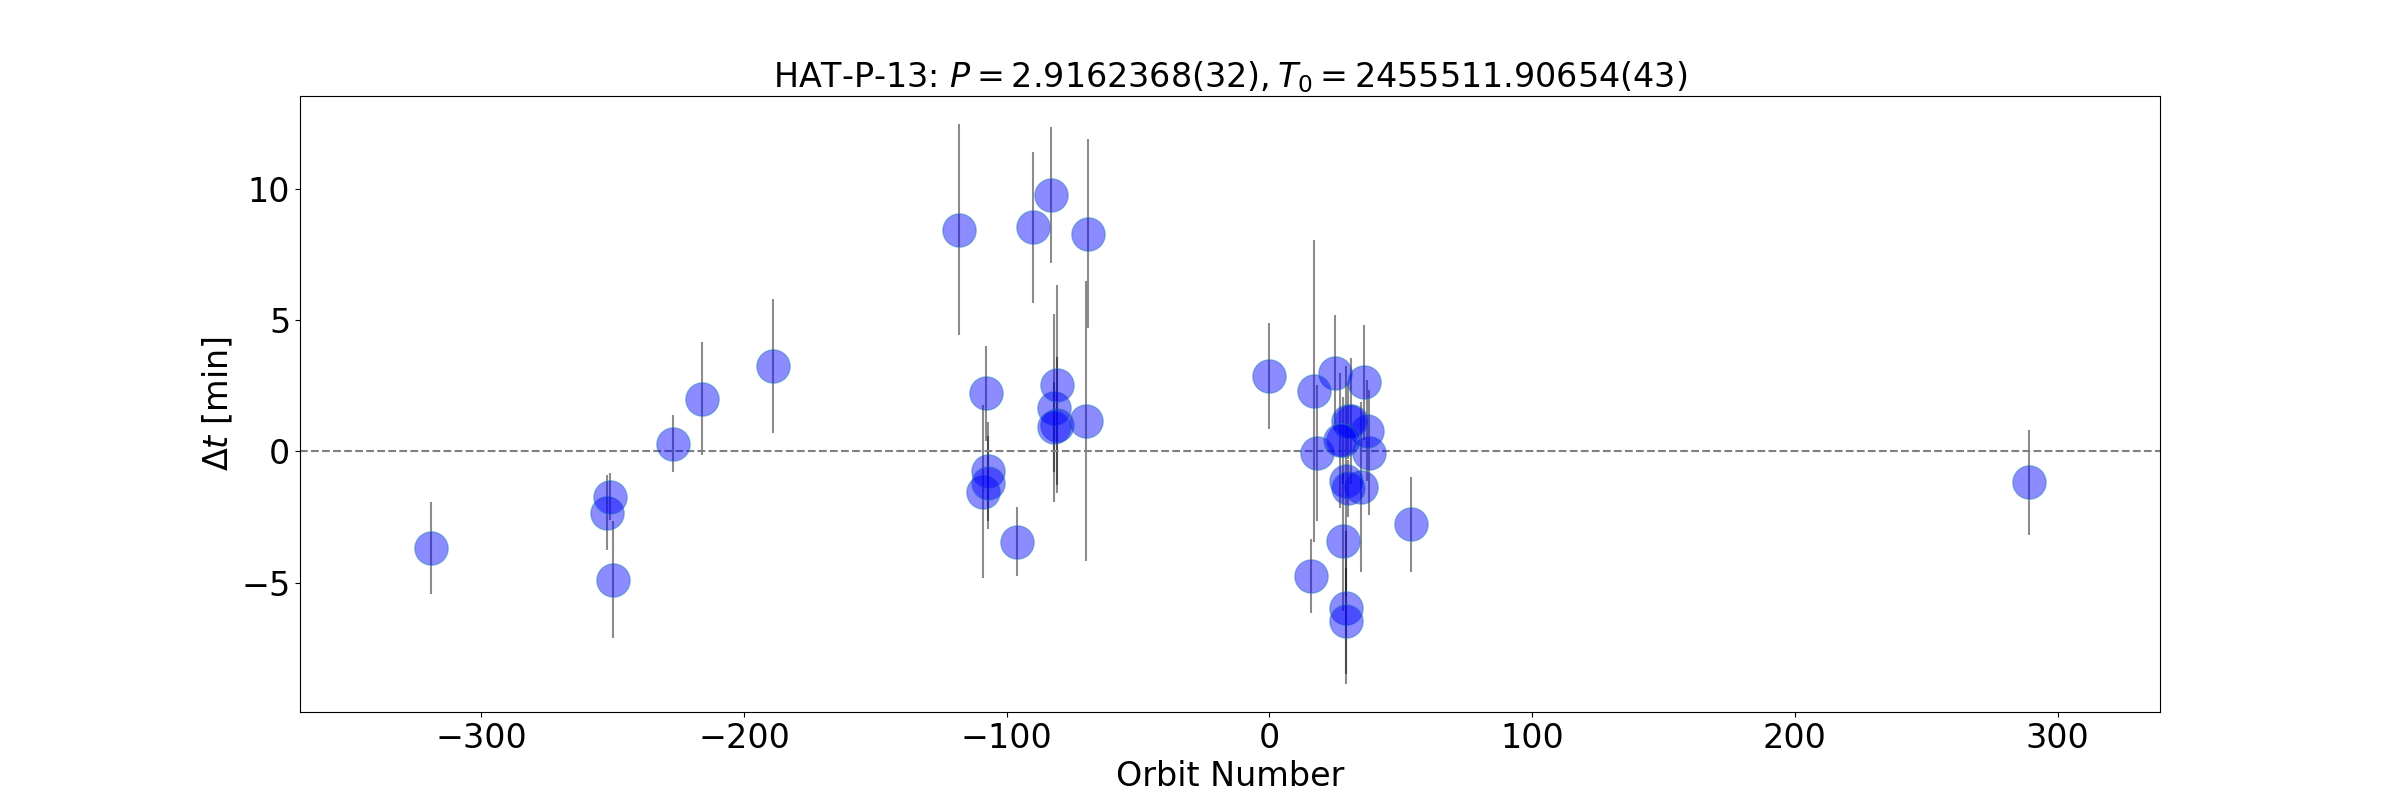 HAT-P-13: P = 2.9162368(32), T₀ = 2455511.90654(43)
10
5
0
−5
Δt [min]
−300 −200 −100 0 100 200 300
Orbit Number